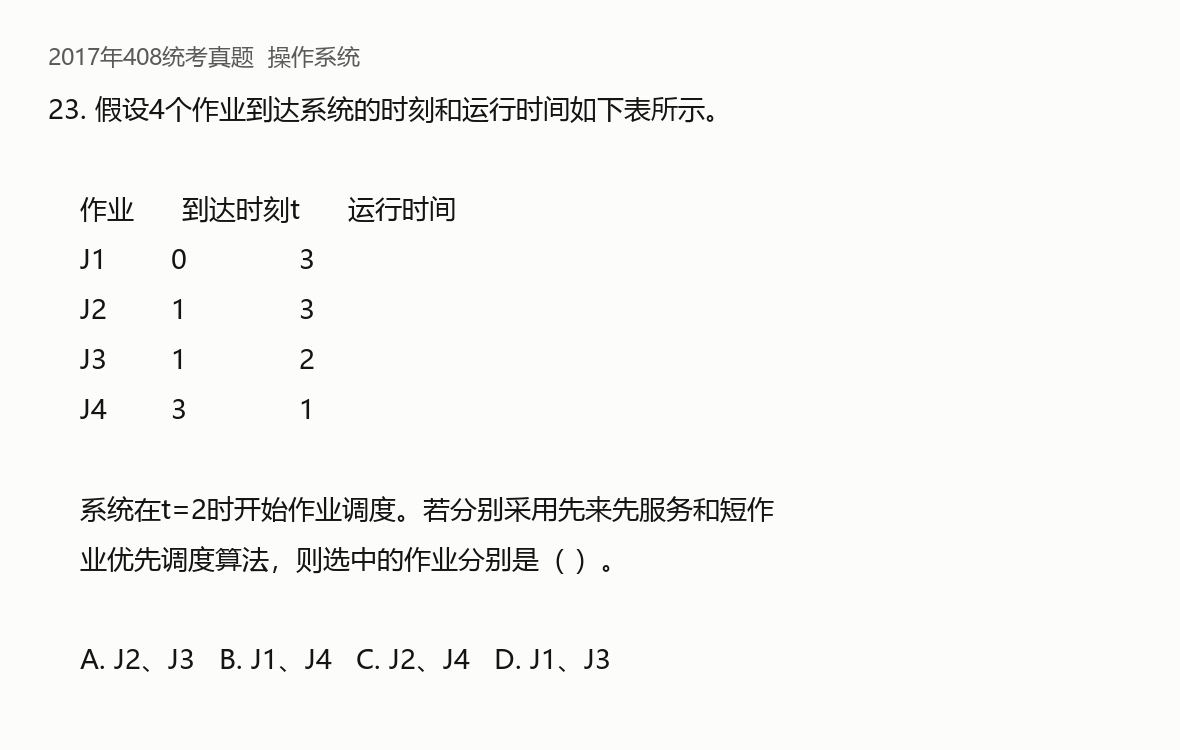 2017年408统考真题  操作系统
23. 假设4个作业到达系统的时刻和运行时间如下表所示。
作业 到达时刻t 运行时间
J1 0 3
J2 1 3
J3 1 2
J4 3 1
系统在t=2时开始作业调度。若分别采用先来先服务和短作
业优先调度算法，则选中的作业分别是（ ）。
A. J2、J3 B. J1、J4 C. J2、J4 D. J1、J3